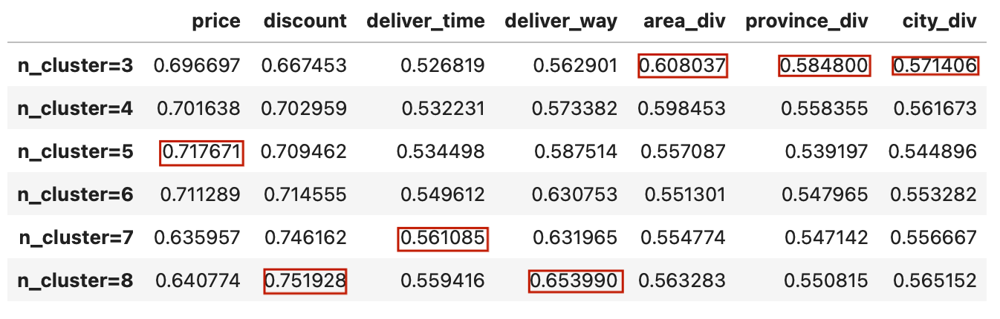 price discount deliver_time deliver_way area_div province_div city_div
n_cluster=3 0.696697 0.667453 0.526819 0.562901 0.608037 0.584800 0.571406
n_cluster=4 0.701638 0.702959 0.532231 0.573382 0.598453 0.558355 0.561673
n_cluster=5 0.717671 0.709462 0.534498 0.587514 0.557087 0.539197 0.544896
n_cluster=6 0.711289 0.714555 0.549612 0.630753 0.551301 0.547965 0.553282
n_cluster=7 0.635957 0.746162 0.561085 0.631965 0.554774 0.547142 0.556667
n_cluster=8 0.640774 0.751928 0.559416 0.653990 0.563283 0.550815 0.565152